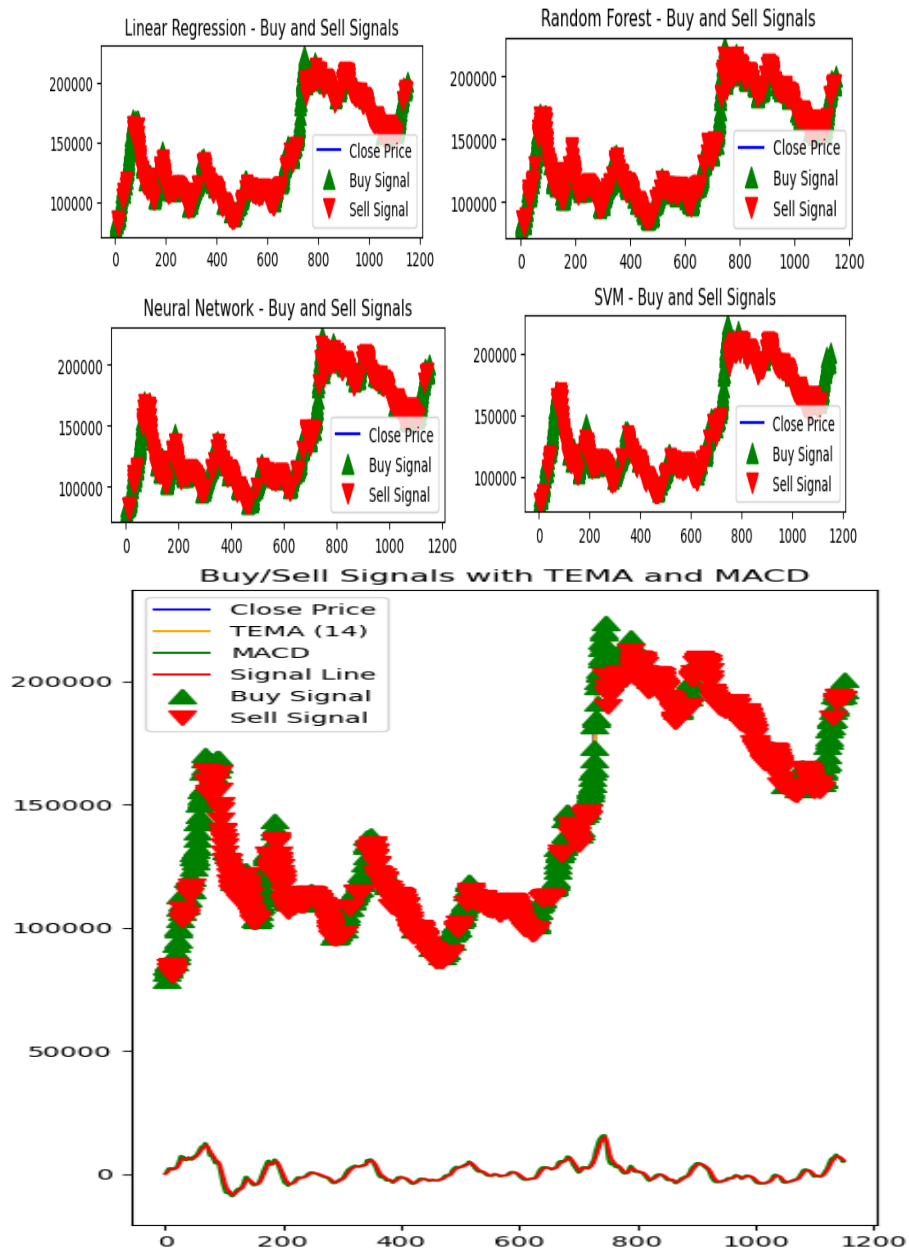 Linear Regression - Buy and Sell Signals
200000
150000
100000
Close Price
Buy Signal
Sell Signal
0 200 400 600 800 1000 1200
Random Forest - Buy and Sell Signals
200000
150000
100000
Close Price
Buy Signal
Sell Signal
0 200 400 600 800 1000 1200
Neural Network - Buy and Sell Signals
200000
150000
100000
Close Price
Buy Signal
Sell Signal
0 200 400 600 800 1000 1200
SVM - Buy and Sell Signals
200000
150000
100000
Close Price
Buy Signal
Sell Signal
0 200 400 600 800 1000 1200
Buy/Sell Signals with TEMA and MACD
Close Price
TEMA (14)
MACD
Signal Line
Buy Signal
Sell Signal
200000
150000
100000
50000
0
0 200 400 600 800 1000 1200